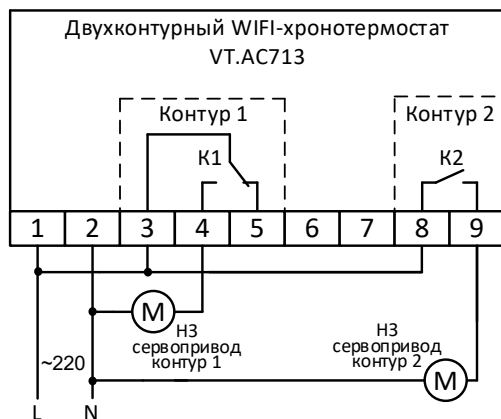 Двухконтурный WIFI-хронотермостат
VT.AC713
Контур 1
Контур 2
К1
К2
1 2 3 4 5 6 7 8 9
М
НЗ
сервопривод
контур 1
НЗ
сервопривод
контур 2
М
~220
L N